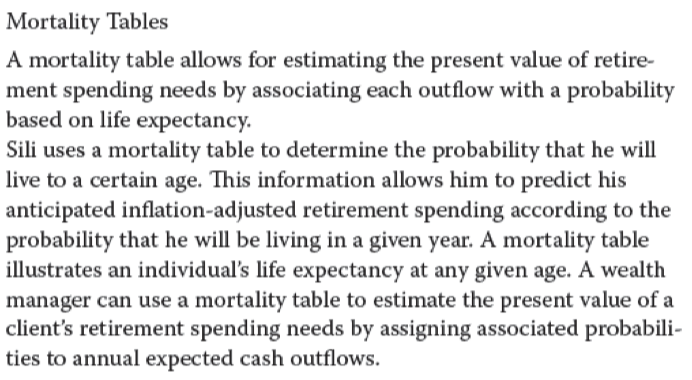 Mortality Tables
A mortality table allows for estimating the present value of retire-
ment spending needs by associating each outflow with a probability
based on life expectancy.
Sili uses a mortality table to determine the probability that he will
live to a certain age. This information allows him to predict his
anticipated inflation-adjusted retirement spending according to the
probability that he will be living in a given year. A mortality table
illustrates an individual’s life expectancy at any given age. A wealth
manager can use a mortality table to estimate the present value of a
client’s retirement spending needs by assigning associated probabili-
ties to annual expected cash outflows.